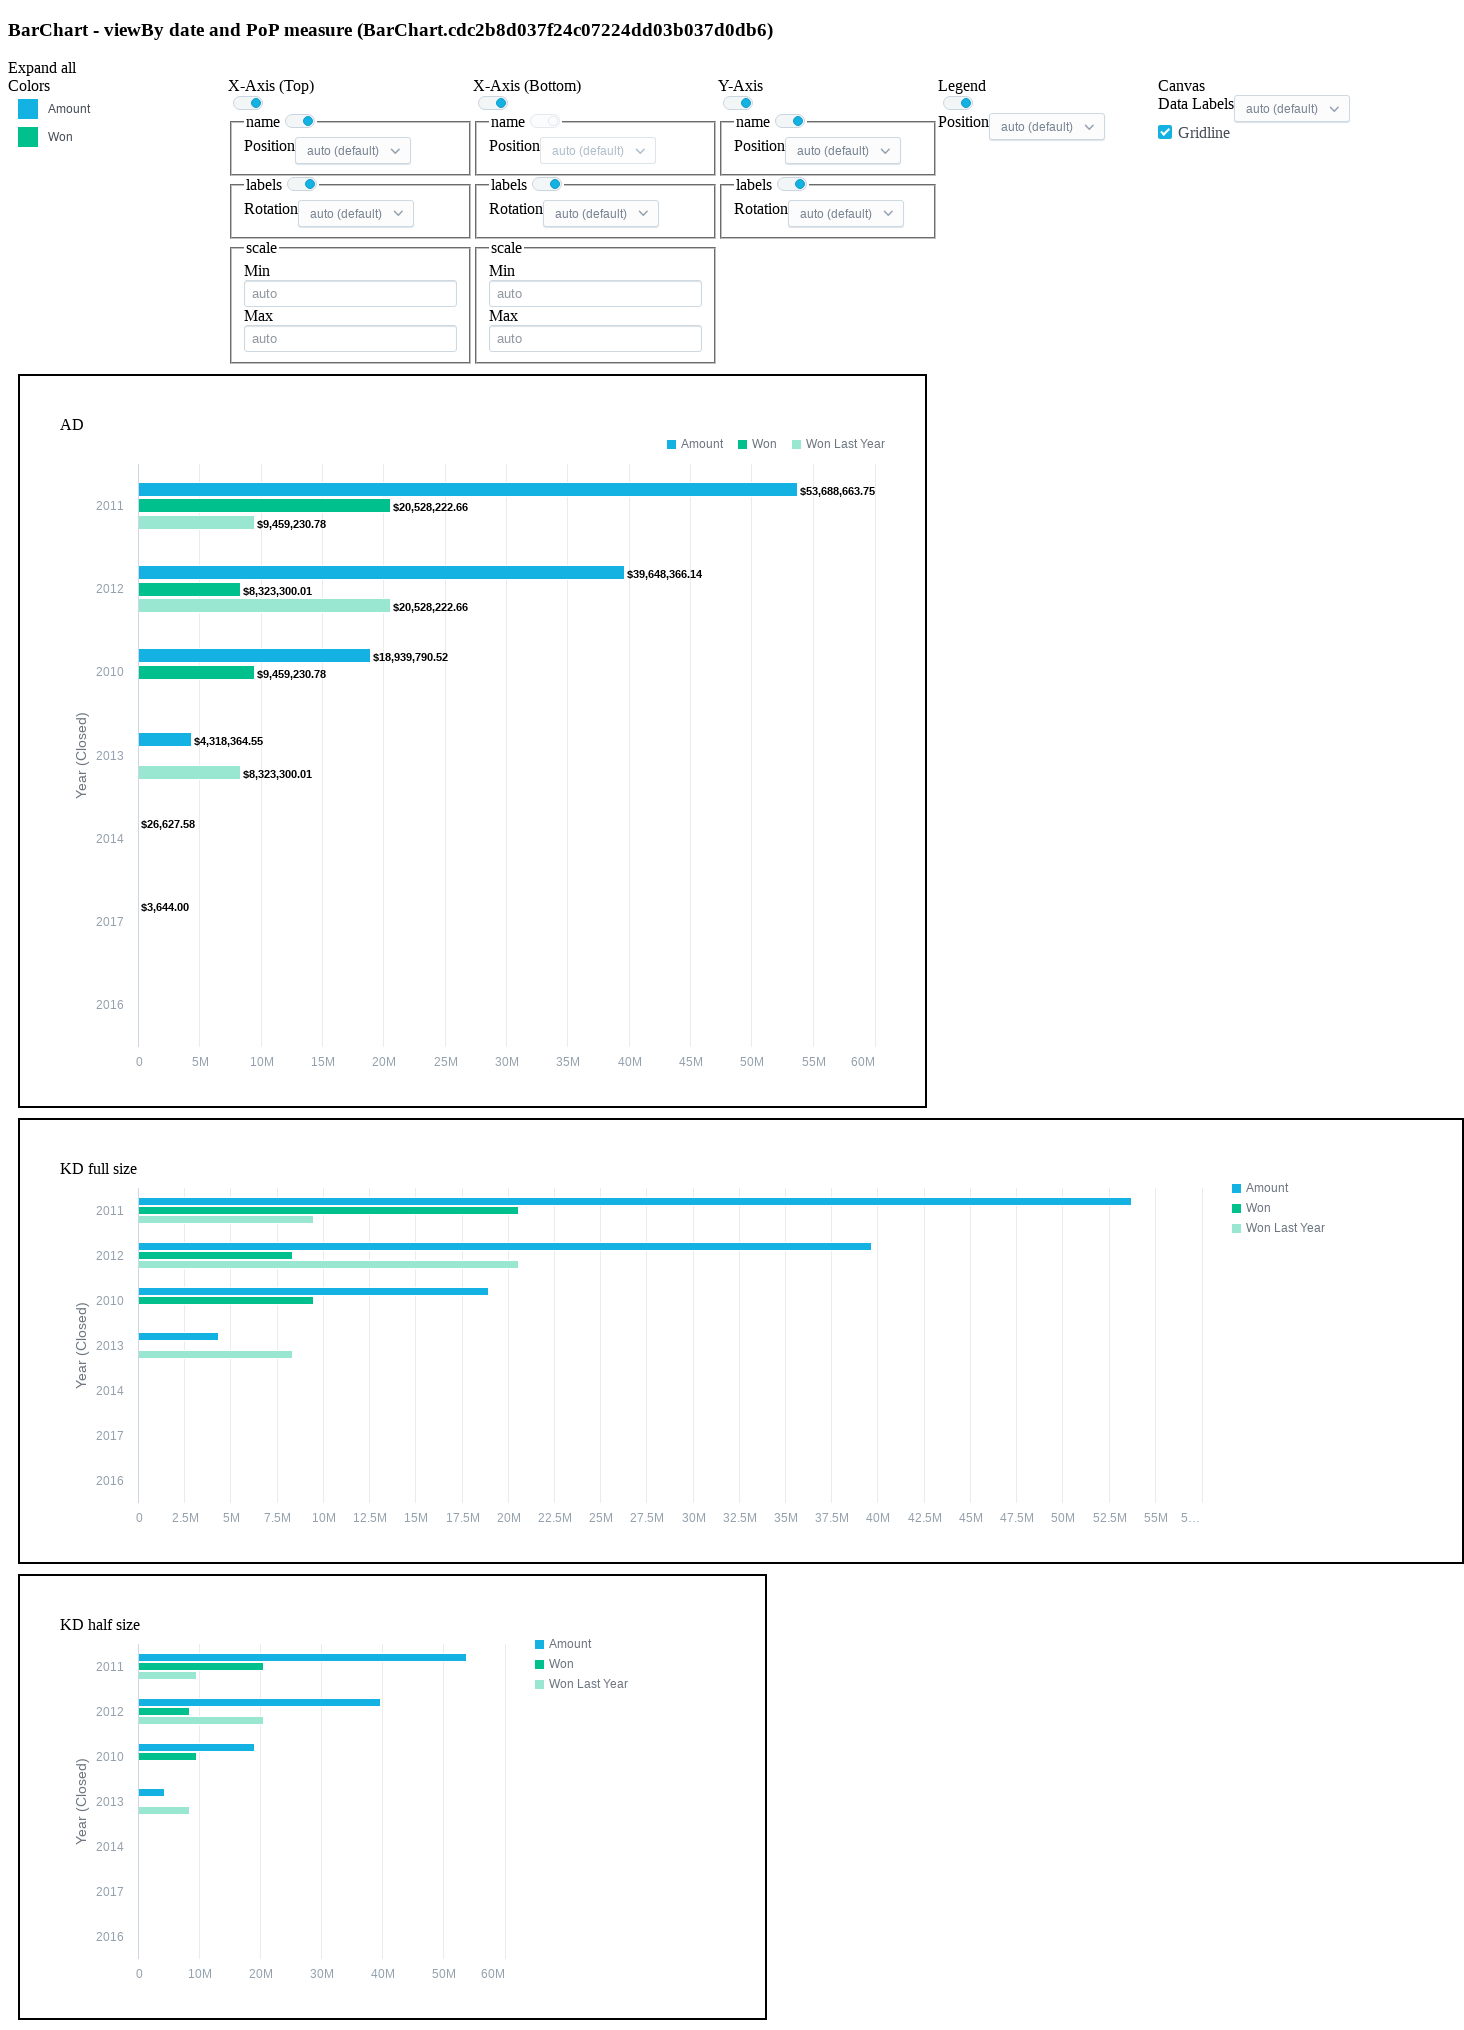 BarChart - viewBy date and PoP measure (BarChart.cdc2b8d037f24c07224dd03b037d0db6)
Expand all
Colors
Amount
Won
X-Axis (Top)
name
Position auto (default)
labels
Rotation auto (default)
scale
Min
auto
Max
auto
X-Axis (Bottom)
name
Position auto (default)
labels
Rotation auto (default)
scale
Min
auto
Max
auto
Y-Axis
name
Position auto (default)
labels
Rotation auto (default)
Legend
Position auto (default)
Canvas
Data Labels auto (default)
Gridline
AD
Amount Won Won Last Year
Year (Closed)
2011
$53,688,663.75
$20,528,222.66
$9,459,230.78
2012
$39,648,366.14
$8,323,300.01
$20,528,222.66
2010
$18,939,790.52
$9,459,230.78
2013
$4,318,364.55
$8,323,300.01
2014
$26,627.58
2017
$3,644.00
2016
0 5M 10M 15M 20M 25M 30M 35M 40M 45M 50M 55M 60M
KD full size
Amount
Won
Won Last Year
Year (Closed)
2011
2012
2010
2013
2014
2017
2016
0 2.5M 5M 7.5M 10M 12.5M 15M 17.5M 20M 22.5M 25M 27.5M 30M 32.5M 35M 37.5M 40M 42.5M 45M 47.5M 50M 52.5M 55M 5…
KD half size
Amount
Won
Won Last Year
Year (Closed)
2011
2012
2010
2013
2014
2017
2016
0 10M 20M 30M 40M 50M 60M